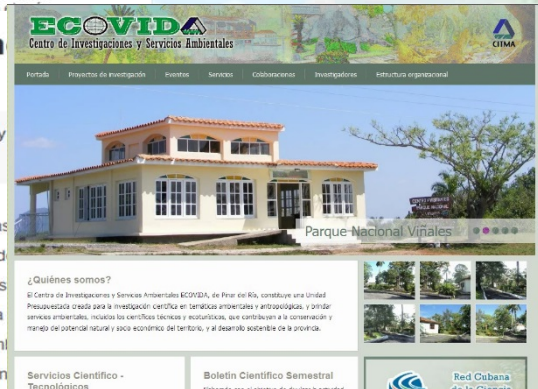 ECOVIDA
Centro de Investigaciones y Servicios Ambientales
CITMA
Portada Proyectos de investigación Eventos Servicios Colaboraciones Investigadores Estructura organizacional
Parque Nacional Viñales
¿Quiénes somos?
El Centro de Investigaciones y Servicios Ambientales ECOVIDA, de Pinar del Río, constituye una Unidad
Presupuestada creada para la investigación científica en temáticas ambientales y antropológicas, y brindar
servicios ambientales, incluidos los científicos técnicos y ecoturísticos, que contribuyan a la conservación y
manejo del potencial natural y socio económico del territorio, y al desarrollo sostenible de la provincia.
Servicios Científico -
Tecnológicos
Boletín Científico Semestral
Red Cubana
de la Ciencia